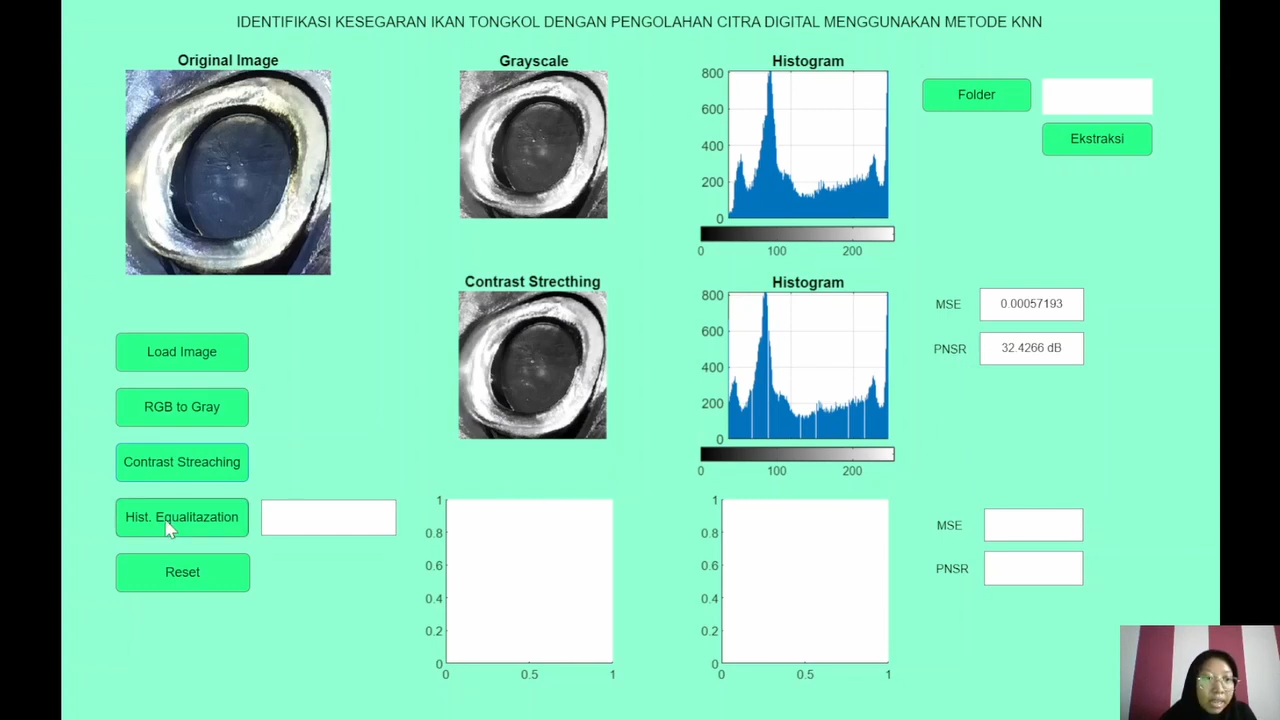 IDENTIFIKASI KESEGARAN IKAN TONGKOL DENGAN PENGOLAHAN CITRA DIGITAL MENGGUNAKAN METODE KNN
Original Image
Grayscale
Histogram
800
600
400
200
0
0 100 200
Folder
Ekstraksi
Contrast Strecthing
Histogram
800
600
400
200
0
0 100 200
MSE 0.00057193
PNSR 32.4266 dB
Load Image
RGB to Gray
Contrast Streaching
Hist. Equalitazation
Reset
1
0.8
0.6
0.4
0.2
0
0 0.5 1
1
0.8
0.6
0.4
0.2
0
0 0.5 1
MSE
PNSR